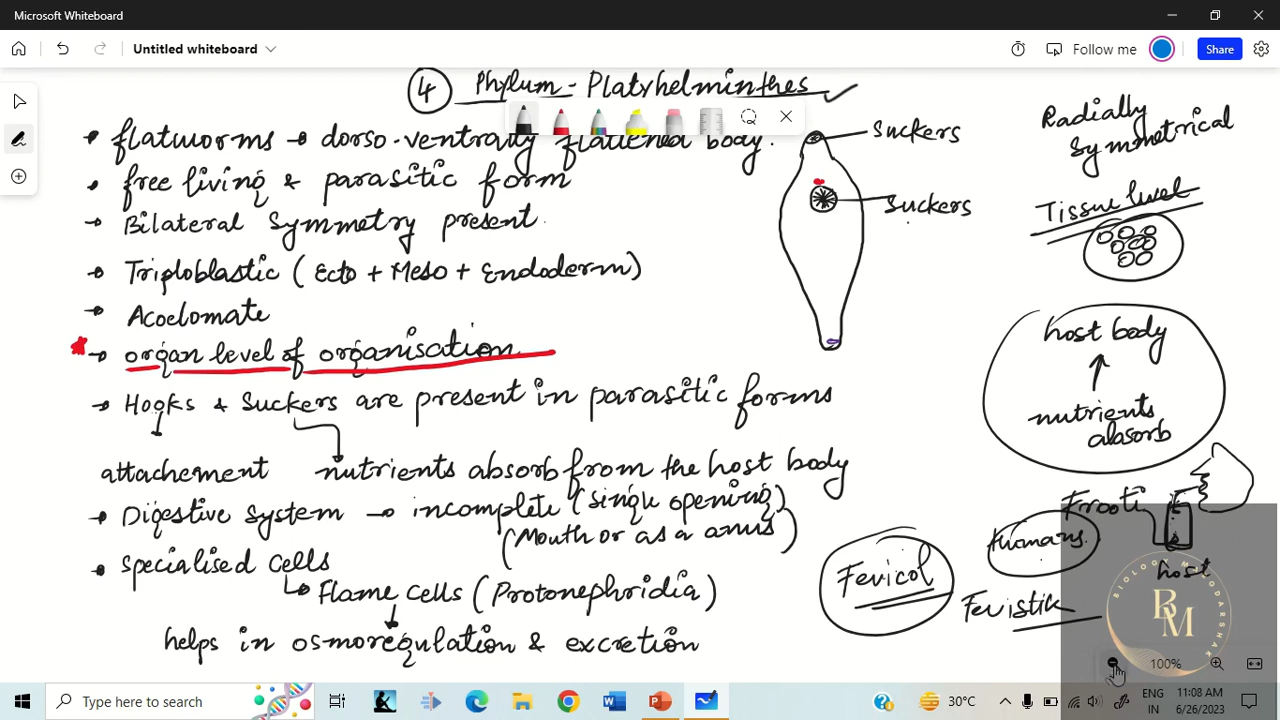 Microsoft Whiteboard
Untitled whiteboard
Follow me
Share
④ Phylum - Platyhelminthes
flatworms → dorso-ventrally flattened body.
free living & parasitic form
Bilateral Symmetry present
Triploblastic ( Ecto + Meso + Endoderm)
Acoelomate
organ level of organisation
Hooks & Suckers are present in parasitic forms
attachement nutrients absorb from the host body
Digestive System → incomplete (Single opening)
(Mouth or as a anus)
Specialised Cells
Flame cells (Protonephridia)
helps in osmoregulation & excretion
Suckers
Suckers
Radially
Symmetrical
Tissue level
host body
nutrients
absorb
Frooti
Humans
host
Fevicol
Fevistik
BIOLOGY
BM
100%
Type here to search
30°C
ENG
IN
11:08 AM
6/26/2023